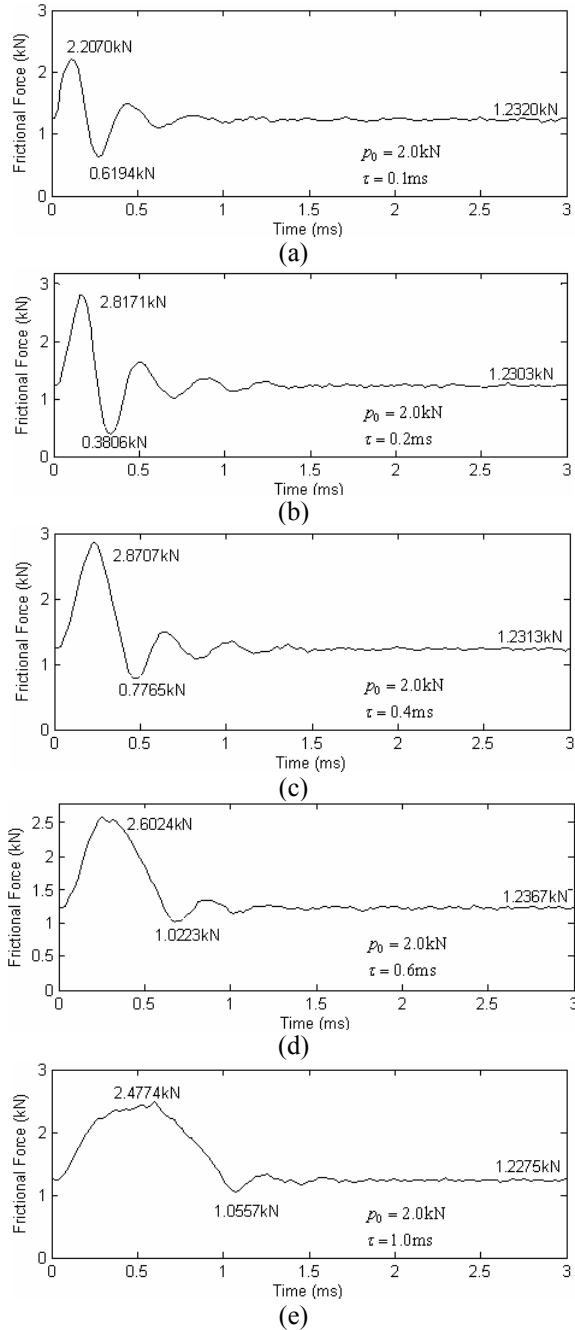 3
2.2070kN
2
1.2320kN
1
0.6194kN
p₀ = 2.0kN
τ = 0.1ms
0
0 0.5 1 1.5 2 2.5 3
Frictional Force (kN)
Time (ms)
(a)
3
2.8171kN
2
1.2303kN
1
0.3806kN
p₀ = 2.0kN
τ = 0.2ms
0
0 0.5 1 1.5 2 2.5 3
Frictional Force (kN)
Time (ms)
(b)
3
2.8707kN
2
1.2313kN
1
0.7765kN
p₀ = 2.0kN
τ = 0.4ms
0
0 0.5 1 1.5 2 2.5 3
Frictional Force (kN)
Time (ms)
(c)
2.5
2.6024kN
2
1.5
1.2367kN
1
1.0223kN
p₀ = 2.0kN
τ = 0.6ms
0.5
0
0 0.5 1 1.5 2 2.5 3
Frictional Force (kN)
Time (ms)
(d)
3
2.4774kN
2
1.2275kN
1
1.0557kN
p₀ = 2.0kN
τ = 1.0ms
0
0 0.5 1 1.5 2 2.5 3
Frictional Force (kN)
Time (ms)
(e)